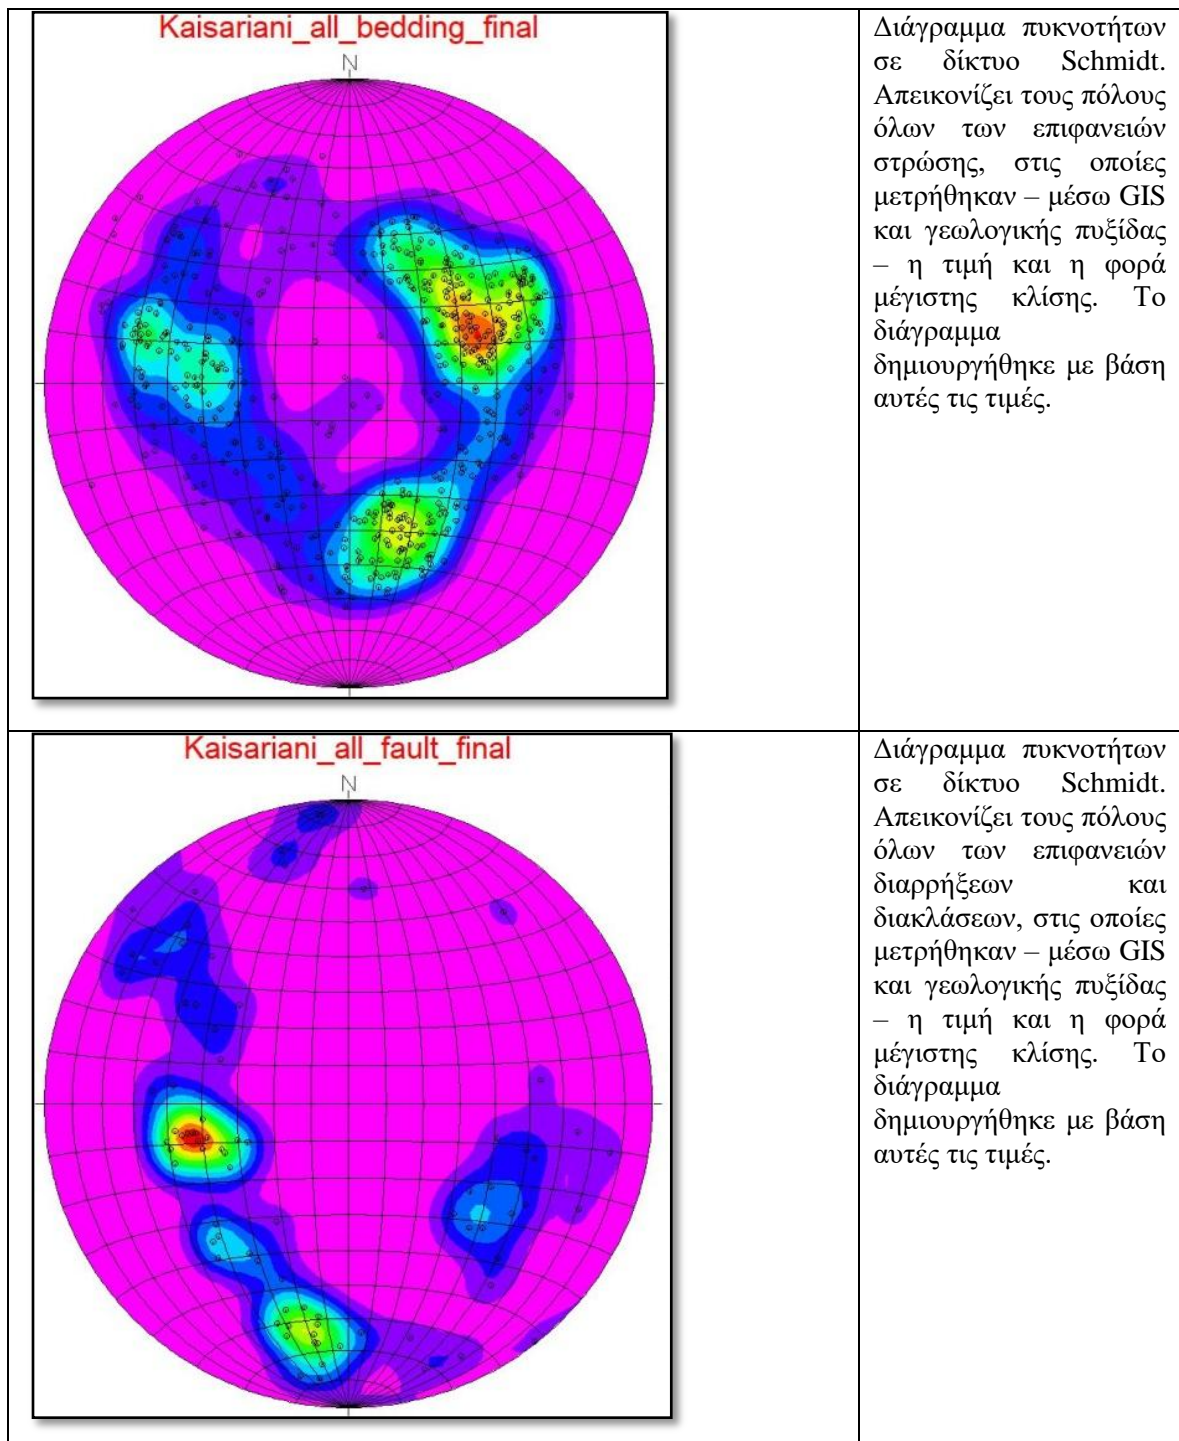 Kaisariani_all_bedding_final
N
Διάγραμμα πυκνοτήτων
σε δίκτυο Schmidt.
Απεικονίζει τους πόλους
όλων των επιφανειών
στρώσης, στις οποίες
μετρήθηκαν – μέσω GIS
και γεωλογικής πυξίδας
– η τιμή και η φορά
μέγιστης κλίσης. Το
διάγραμμα
δημιουργήθηκε με βάση
αυτές τις τιμές.
Kaisariani_all_fault_final
N
Διάγραμμα πυκνοτήτων
σε δίκτυο Schmidt.
Απεικονίζει τους πόλους
όλων των επιφανειών
διαρρήξεων και
διακλάσεων, στις οποίες
μετρήθηκαν – μέσω GIS
και γεωλογικής πυξίδας
– η τιμή και η φορά
μέγιστης κλίσης. Το
διάγραμμα
δημιουργήθηκε με βάση
αυτές τις τιμές.